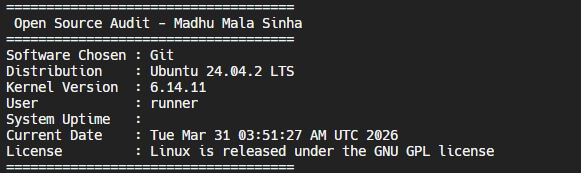 ====================================
Open Source Audit - Madhu Mala Sinha
====================================
Software Chosen : Git
Distribution    : Ubuntu 24.04.2 LTS
Kernel Version  : 6.14.11
User            : runner
System Uptime   :
Current Date    : Tue Mar 31 03:51:27 AM UTC 2026
License         : Linux is released under the GNU GPL license
====================================